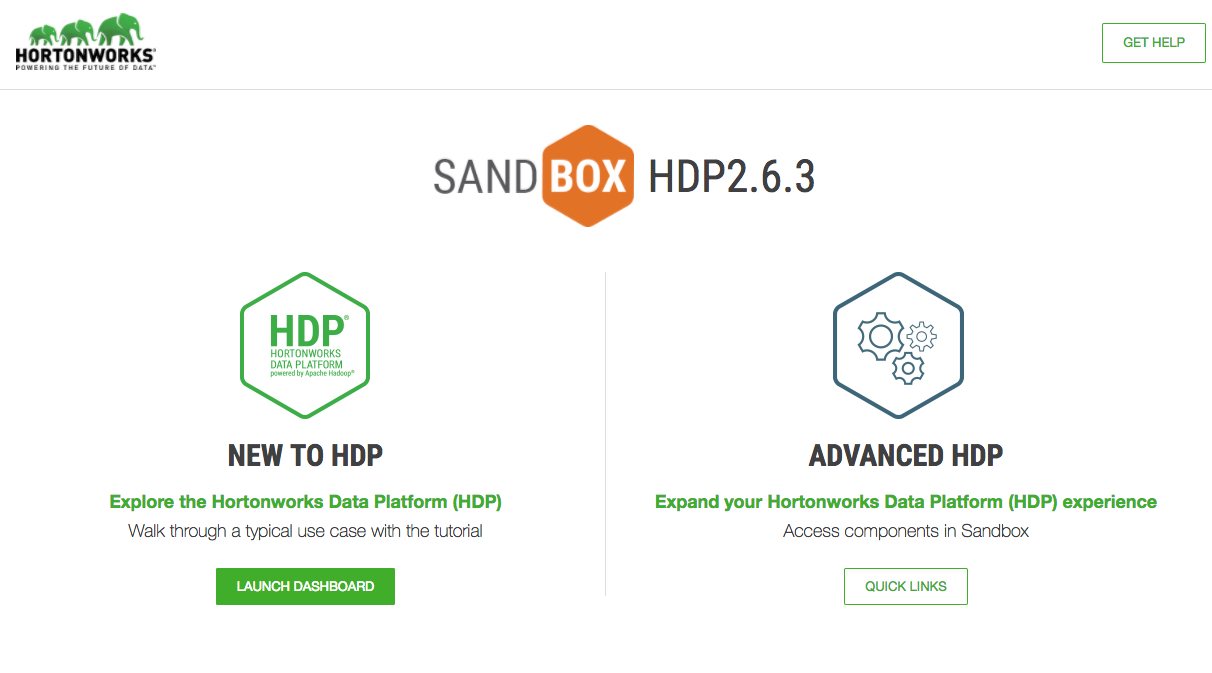 HORTONWORKS®
POWERING THE FUTURE OF DATA™
GET HELP
SANDBOX HDP2.6.3
HDP®
HORTONWORKS
DATA PLATFORM
powered by Apache Hadoop®
NEW TO HDP
Explore the Hortonworks Data Platform (HDP)
Walk through a typical use case with the tutorial
LAUNCH DASHBOARD
ADVANCED HDP
Expand your Hortonworks Data Platform (HDP) experience
Access components in Sandbox
QUICK LINKS